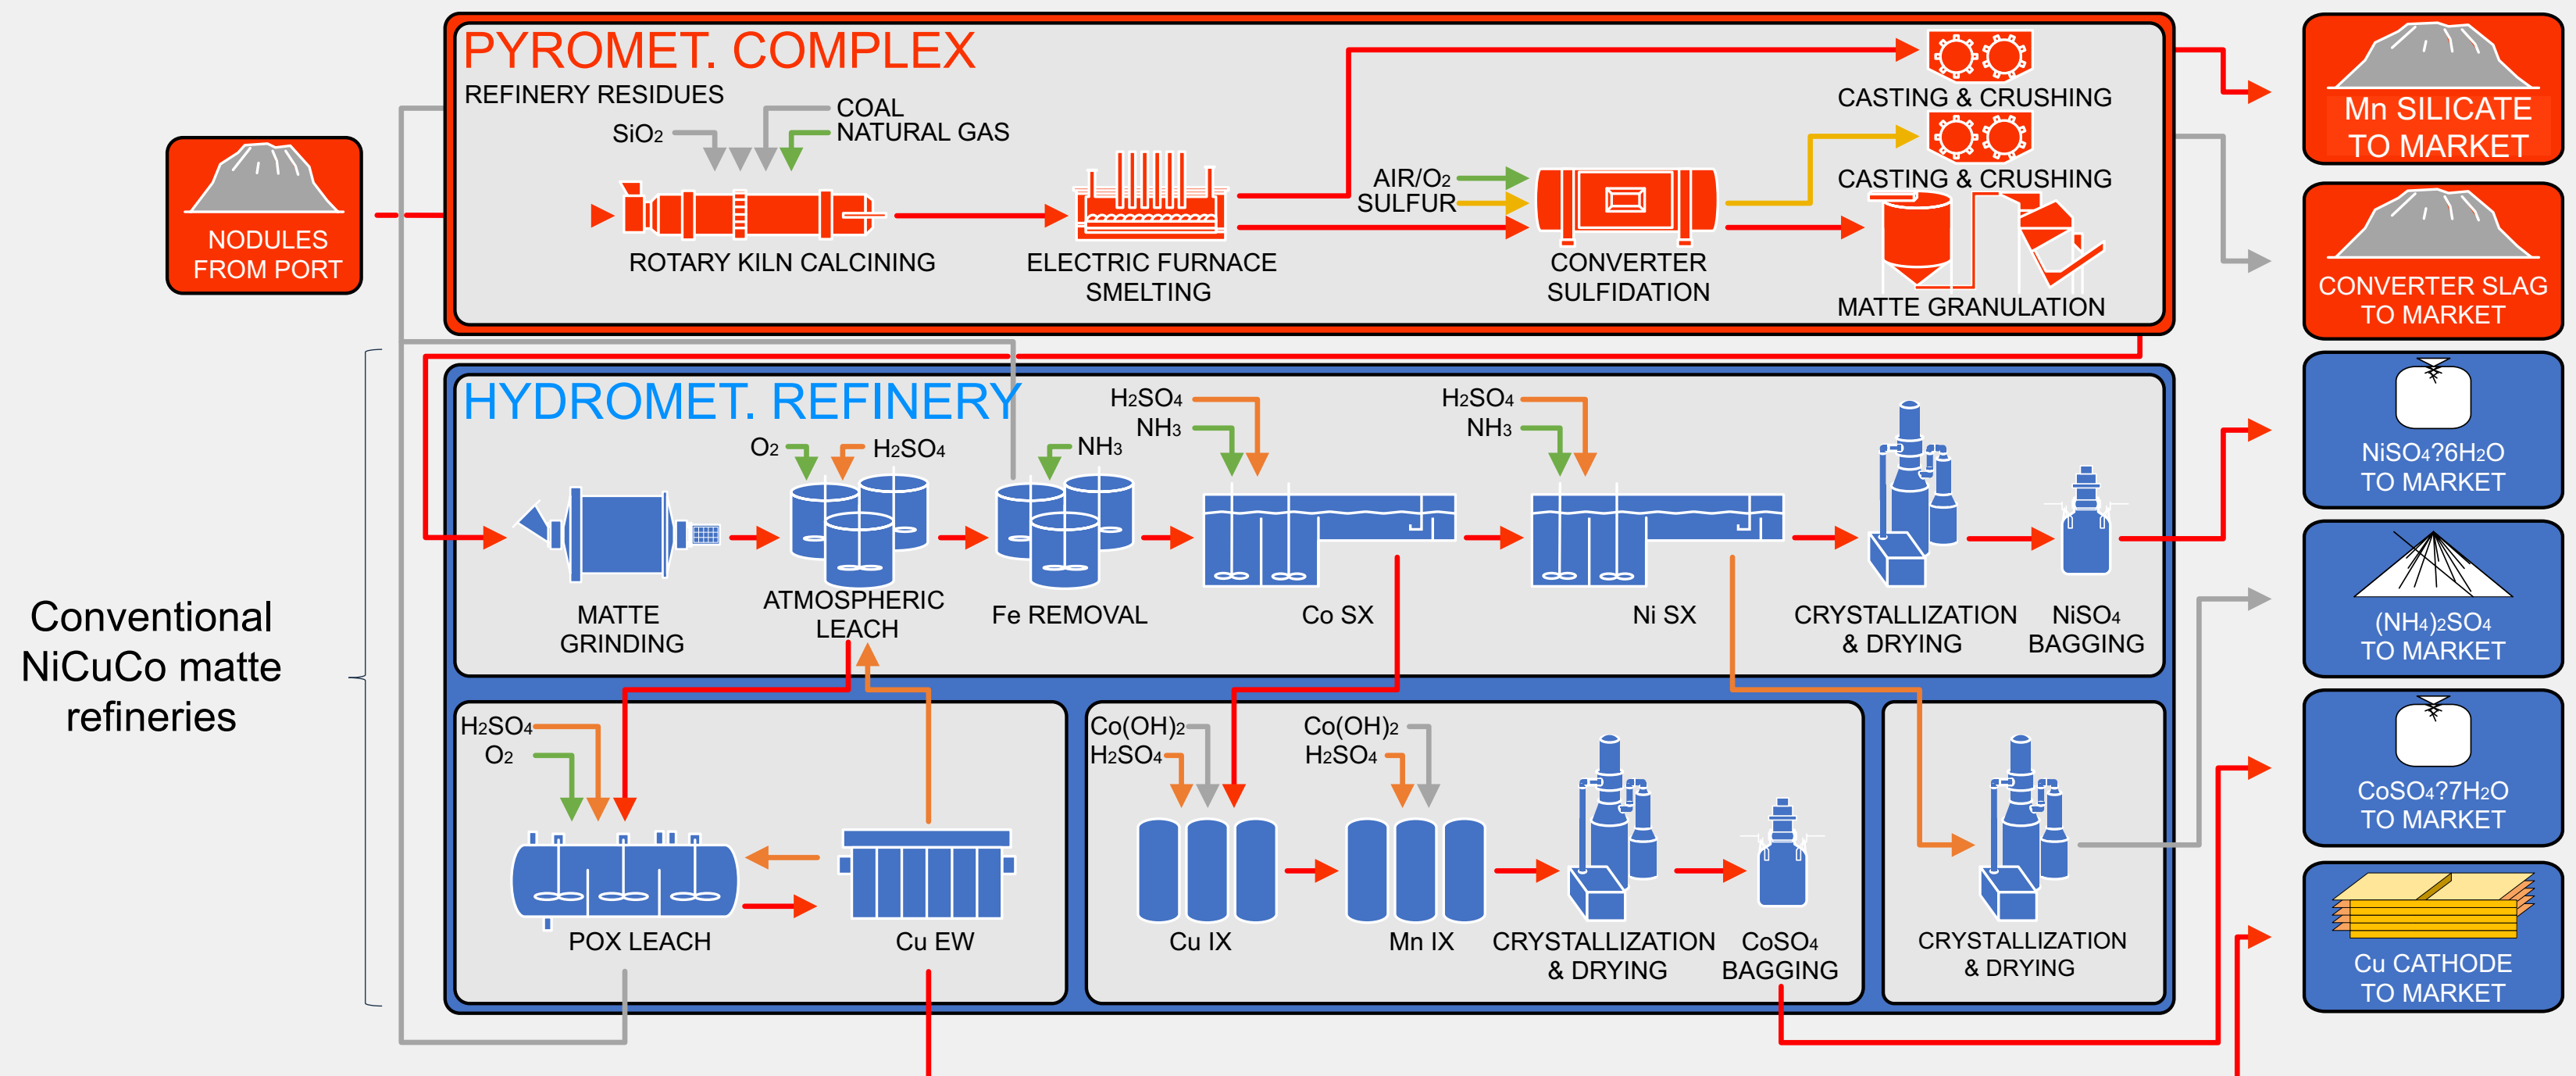 PYROMET. COMPLEX
REFINERY RESIDUES
SiO2
COAL
NATURAL GAS
AIR/O2
SULFUR
CASTING & CRUSHING
CASTING & CRUSHING
NODULES
FROM PORT
ROTARY KILN CALCINING
ELECTRIC FURNACE
SMELTING
CONVERTER
SULFIDATION
MATTE GRANULATION
Mn SILICATE
TO MARKET
CONVERTER SLAG
TO MARKET
Conventional
NiCuCo matte
refineries
HYDROMET. REFINERY
O2
H2SO4
NH3
H2SO4
NH3
H2SO4
NH3
MATTE
GRINDING
ATMOSPHERIC
LEACH
Fe REMOVAL
Co SX
Ni SX
CRYSTALLIZATION
& DRYING
NiSO4
BAGGING
NiSO4?6H2O
TO MARKET
(NH4)2SO4
TO MARKET
H2SO4
O2
POX LEACH
Cu EW
Co(OH)2
H2SO4
Co(OH)2
H2SO4
Cu IX
Mn IX
CRYSTALLIZATION
& DRYING
CoSO4
BAGGING
CRYSTALLIZATION
& DRYING
CoSO4?7H2O
TO MARKET
Cu CATHODE
TO MARKET